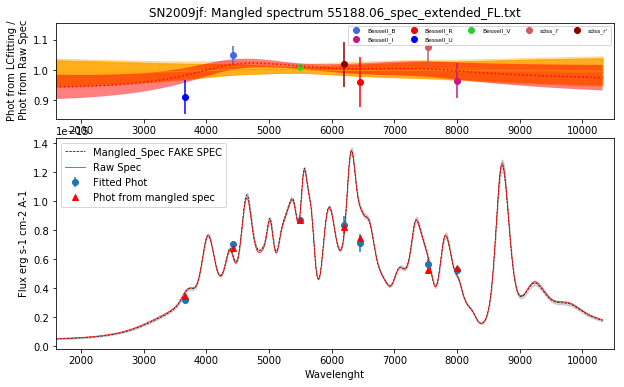 SN2009jf: Mangled spectrum 55188.06_spec_extended_FL.txt
Phot from LCfitting /
Phot from Raw Spec
1.1
1.0
0.9
Bessell_B Bessell_R Bessell_V sdss_i' sdss_r'
Bessell_I Bessell_U
2000 3000 4000 5000 6000 7000 8000 9000 10000
Flux erg s-1 cm-2 A-1
1.4
1.2
1.0
0.8
0.6
0.4
0.2
0.0
Mangled_Spec FAKE SPEC
Raw Spec
Fitted Phot
Phot from mangled spec
2000 3000 4000 5000 6000 7000 8000 9000 10000
Wavelenght